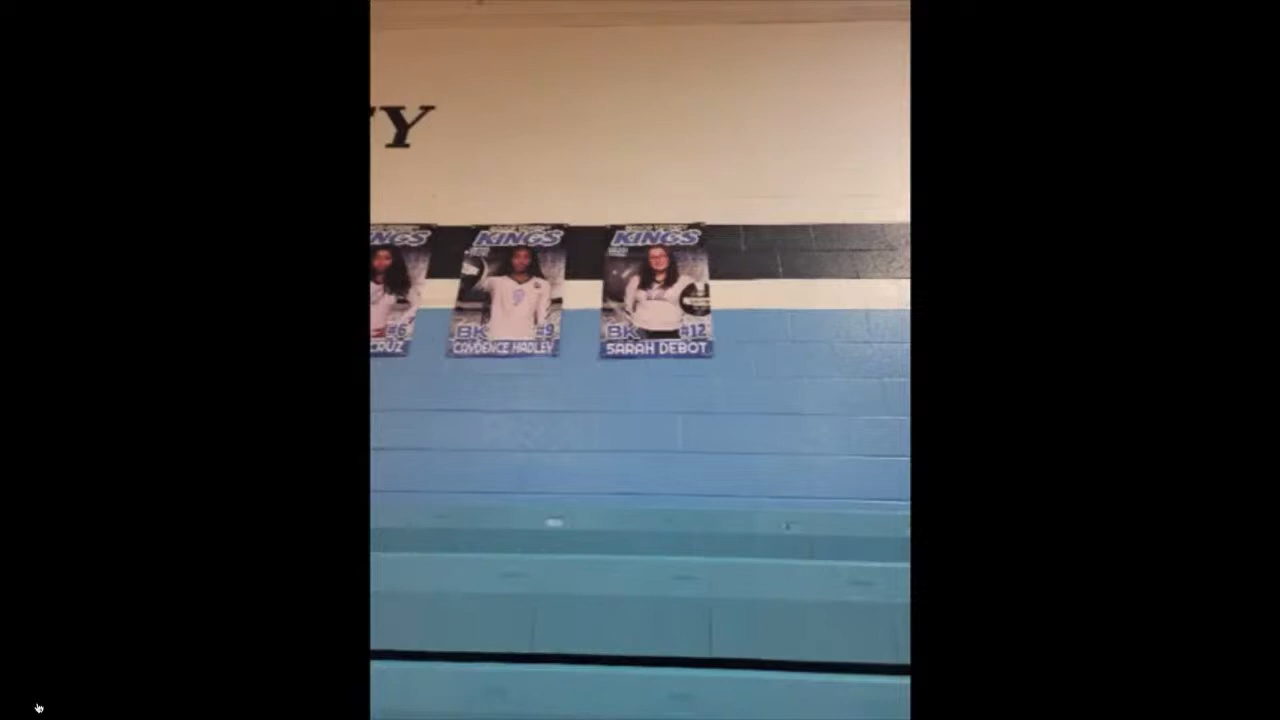 Y
KINGS
#6
CRUZ
KINGS
BK #9
CAYDENCE HADLEY
KINGS
BK #12
SARAH DEBOT